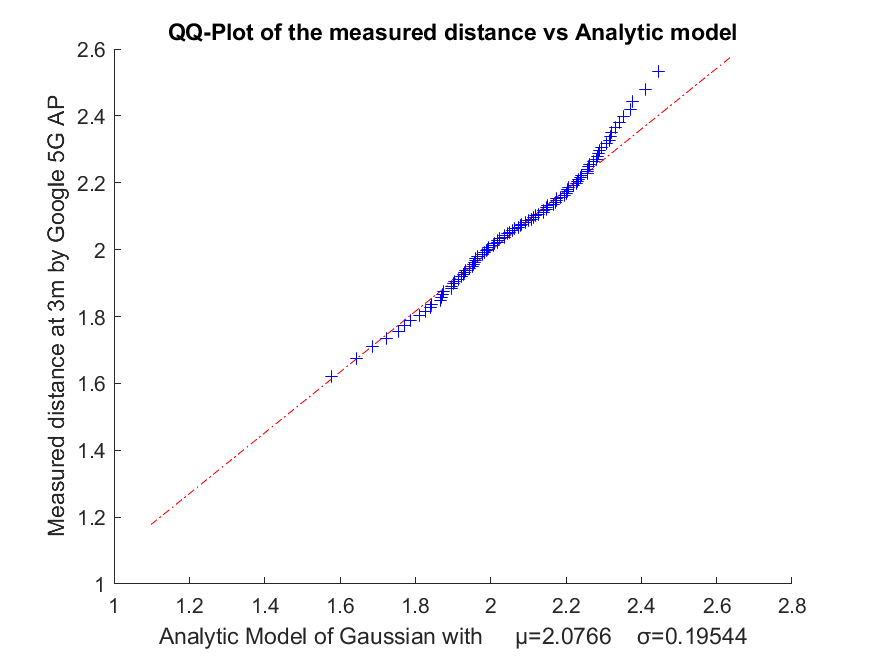 QQ-Plot of the measured distance vs Analytic model
Measured distance at 3m by Google 5G AP
2.6
2.4
2.2
2
1.8
1.6
1.4
1.2
1
1 1.2 1.4 1.6 1.8 2 2.2 2.4 2.6 2.8
Analytic Model of Gaussian with μ=2.0766 σ=0.19544